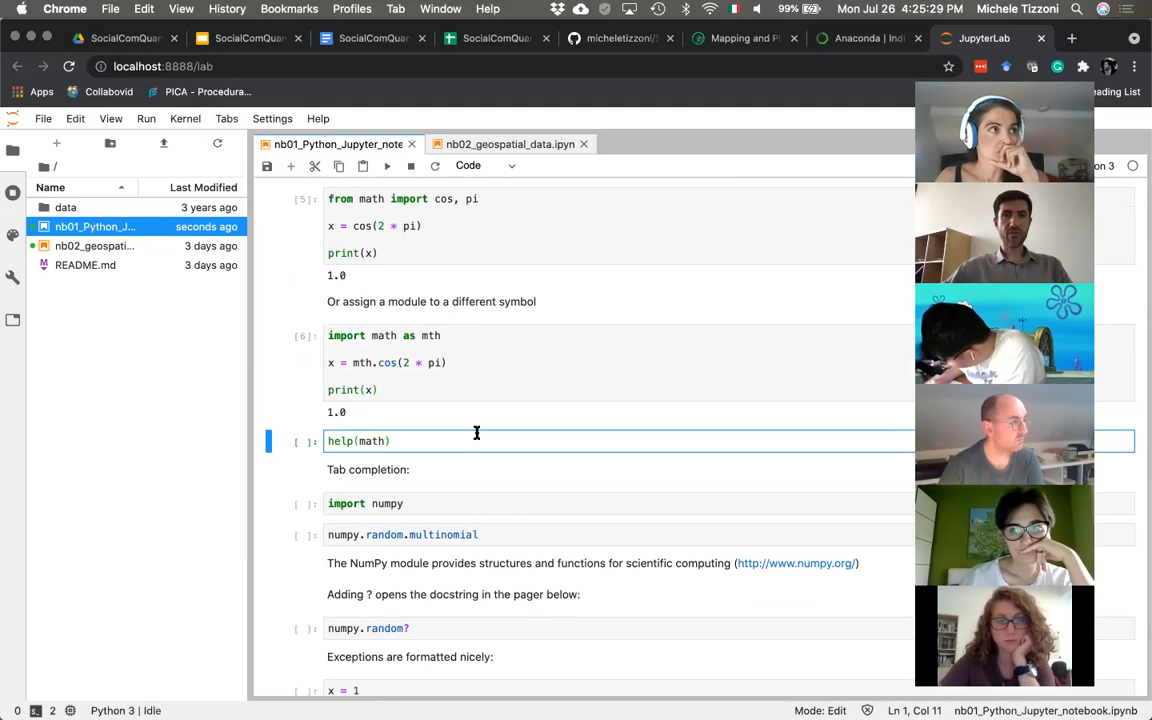 Chrome File Edit View History Bookmarks Profiles Tab Window Help 99% Mon Jul 26 4:25:29 PM Michele Tizzoni
SocialComQuan SocialComQuan SocialComQuan SocialComQuan micheletizzoni/S Mapping and Pl Anaconda | Indi JupyterLab
localhost:8888/lab
Apps Collabovid PICA - Procedura... eading List
File Edit View Run Kernel Tabs Settings Help
nb01_Python_Jupyter_note nb02_geospatial_data.ipyn
/ Code on 3
Name Last Modified
data 3 years ago
nb01_Python_J... seconds ago
nb02_geospati... 3 days ago
README.md 3 days ago
[5]: from math import cos, pi
x = cos(2 * pi)
print(x)
1.0
Or assign a module to a different symbol
[6]: import math as mth
x = mth.cos(2 * pi)
print(x)
1.0
[ ]: help(math)
Tab completion:
[ ]: import numpy
[ ]: numpy.random.multinomial
The NumPy module provides structures and functions for scientific computing (http://www.numpy.org/)
Adding ? opens the docstring in the pager below:
[ ]: numpy.random?
Exceptions are formatted nicely:
[ ]: x = 1
0 2 Python 3 | Idle Mode: Edit Ln 1, Col 11 nb01_Python_Jupyter_notebook.ipynb